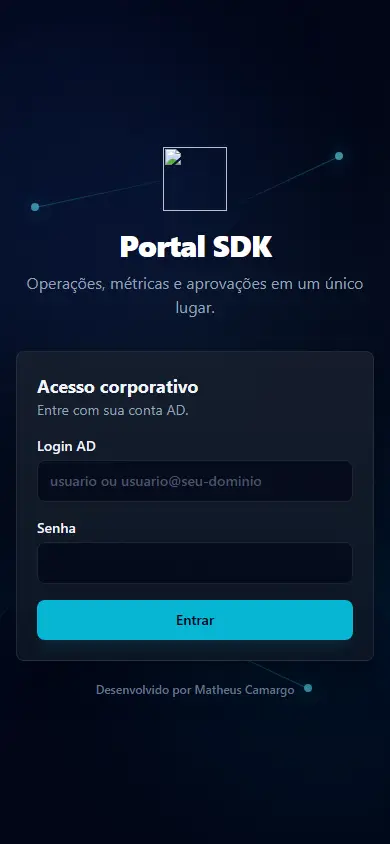 Portal SDK
Operações, métricas e aprovações em um único
lugar.
Acesso corporativo
Entre com sua conta AD.
Login AD
usuario ou usuario@seu-dominio
Senha
Entrar
Desenvolvido por Matheus Camargo